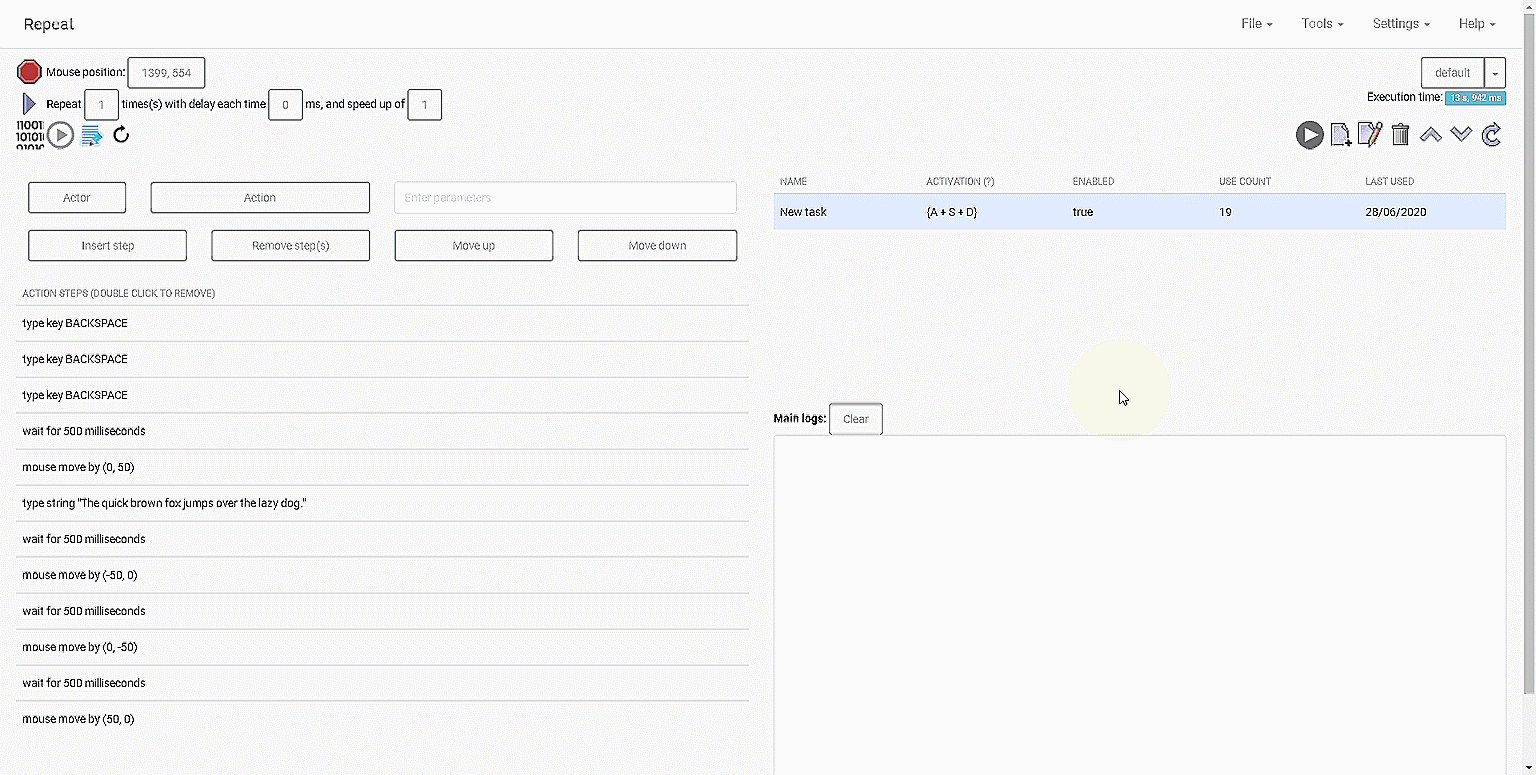 Repeat File Tools Settings Help
Mouse position: 1399, 554 default
Execution time: 13 s, 942 ms
Repeat 1 times(s) with delay each time 0 ms, and speed up of 1
11001
10101
Actor Action Enter parameters
Insert step Remove step(s) Move up Move down
ACTION STEPS (DOUBLE CLICK TO REMOVE)
type key BACKSPACE
type key BACKSPACE
type key BACKSPACE
wait for 500 milliseconds
mouse move by (0, 50)
type string "The quick brown fox jumps over the lazy dog."
wait for 500 milliseconds
mouse move by (-50, 0)
wait for 500 milliseconds
mouse move by (0, -50)
wait for 500 milliseconds
mouse move by (50, 0)
NAME ACTIVATION (?) ENABLED USE COUNT LAST USED
New task {A + S + D} true 19 28/06/2020
Main logs: Clear